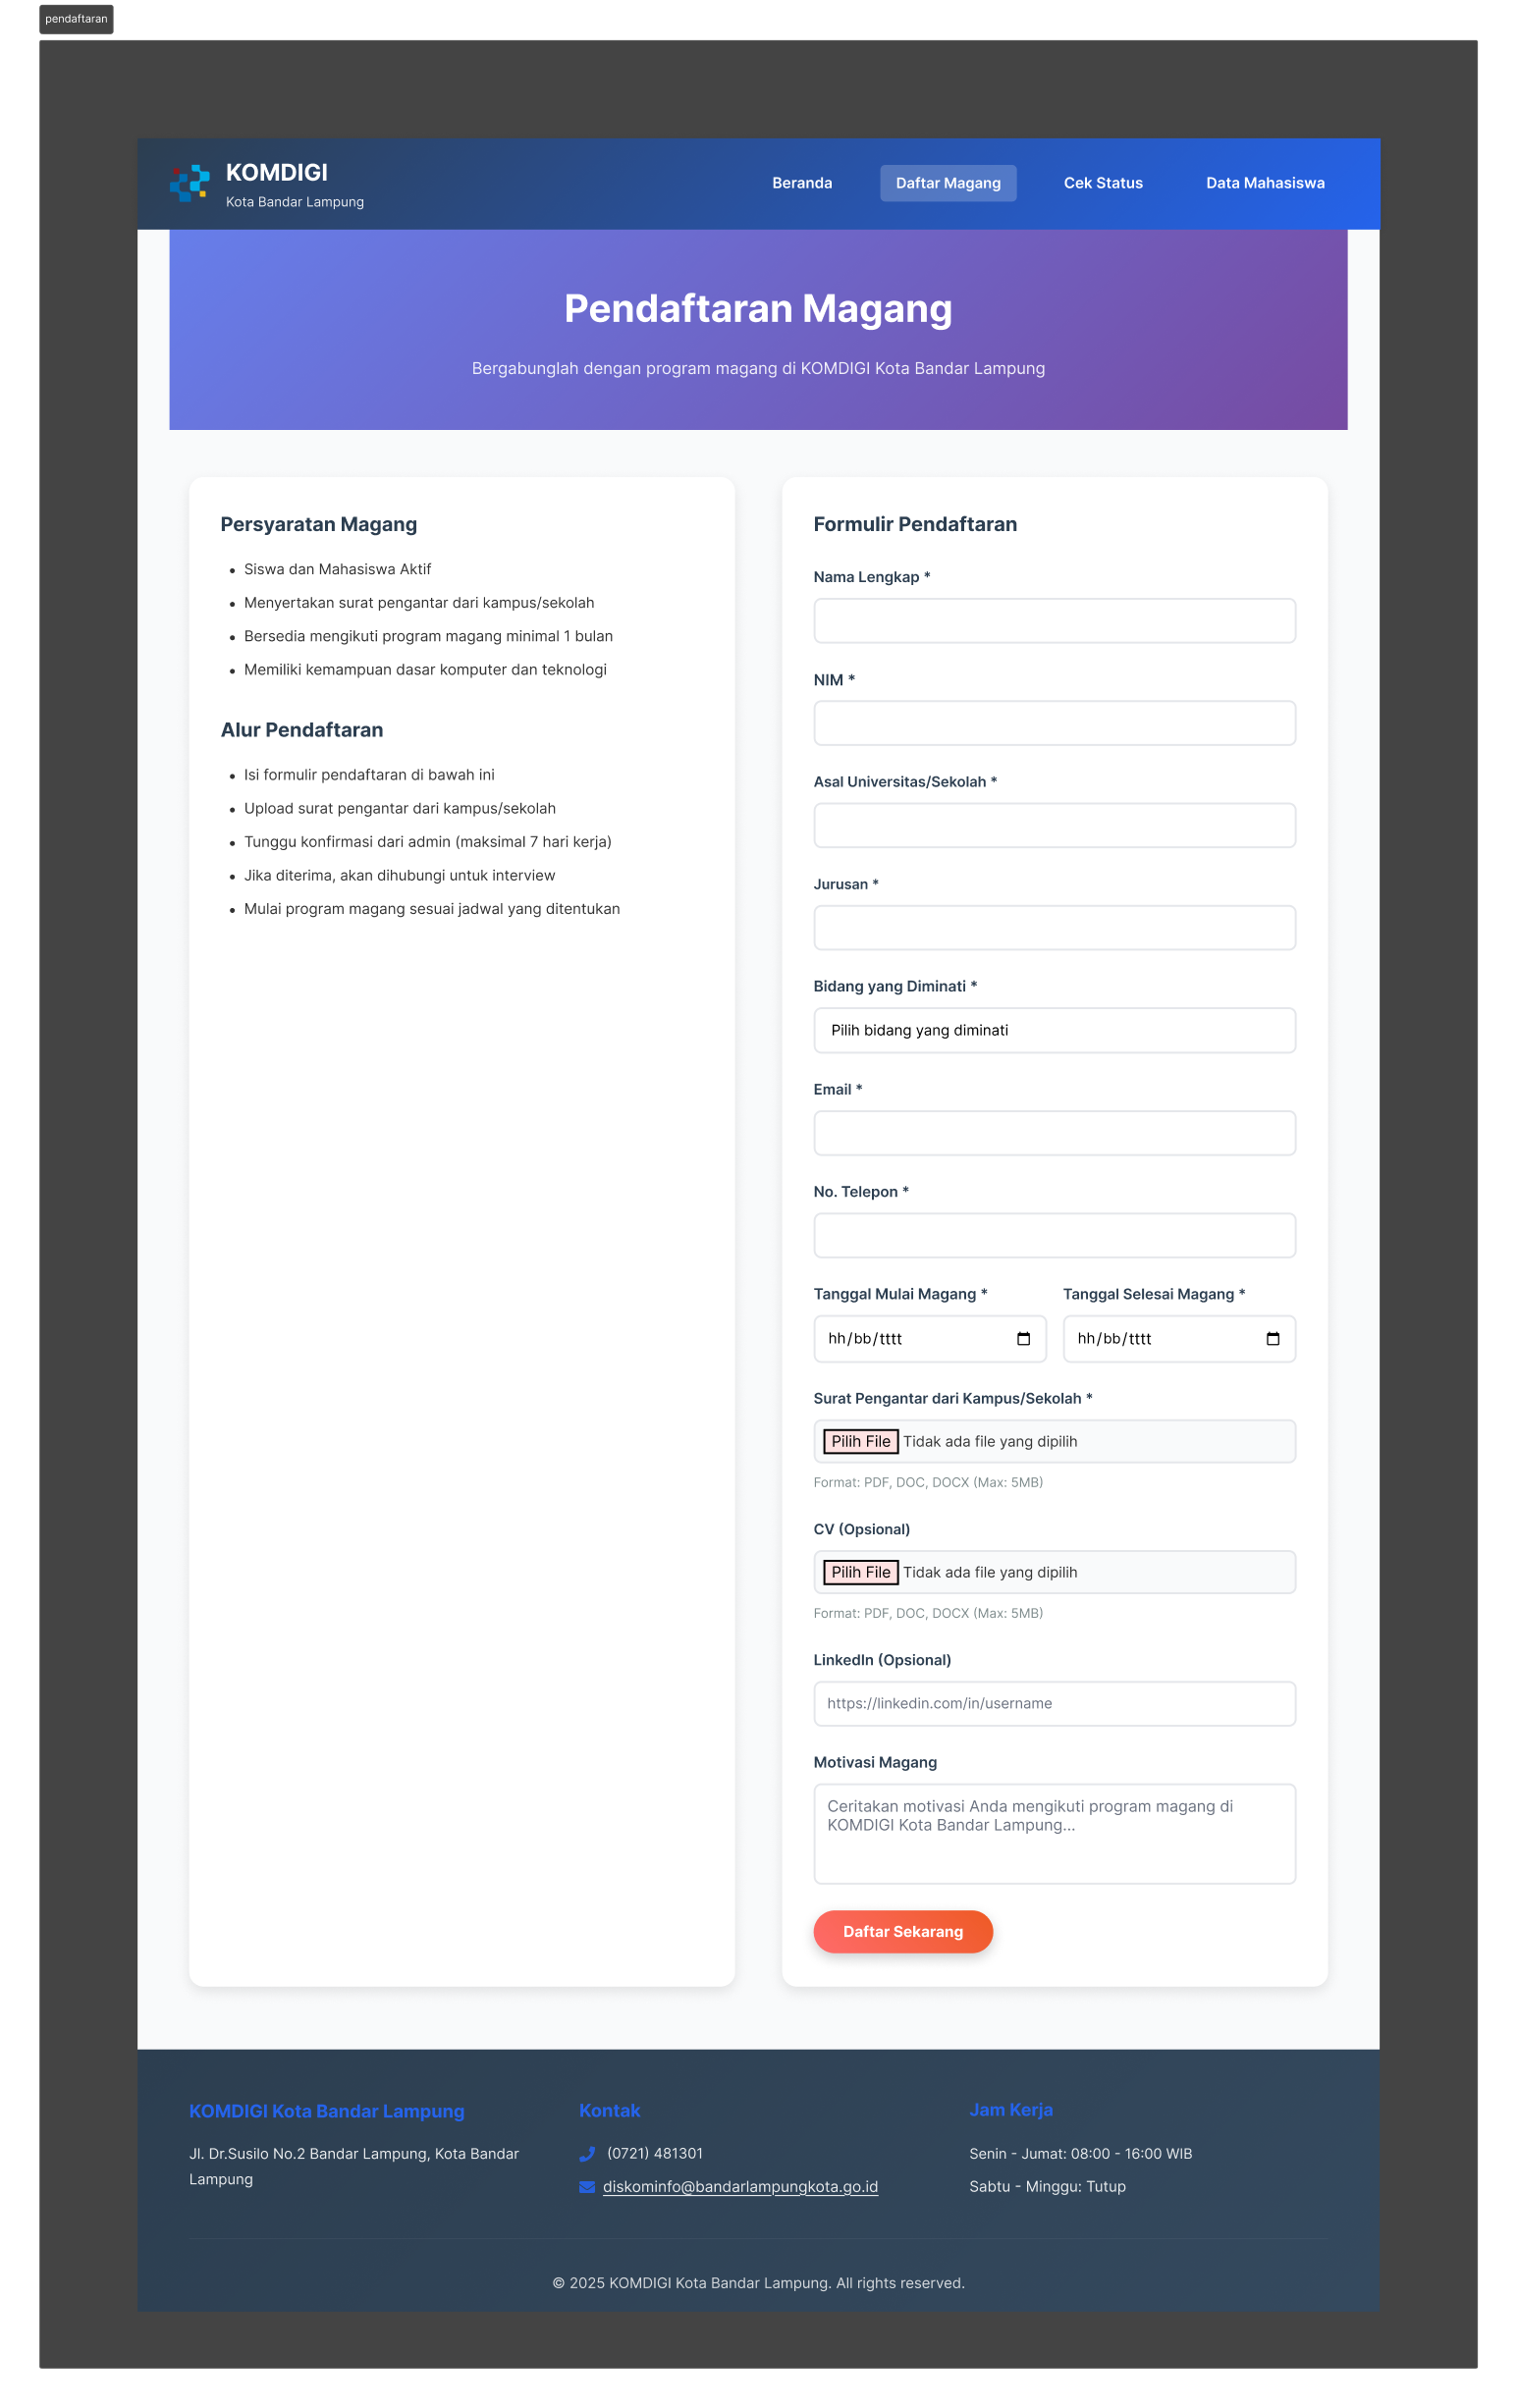 pendaftaran
KOMDIGI
Kota Bandar Lampung
Beranda
Daftar Magang
Cek Status
Data Mahasiswa
Pendaftaran Magang
Bergabunglah dengan program magang di KOMDIGI Kota Bandar Lampung
Persyaratan Magang
• Siswa dan Mahasiswa Aktif
• Menyertakan surat pengantar dari kampus/sekolah
• Bersedia mengikuti program magang minimal 1 bulan
• Memiliki kemampuan dasar komputer dan teknologi
Alur Pendaftaran
• Isi formulir pendaftaran di bawah ini
• Upload surat pengantar dari kampus/sekolah
• Tunggu konfirmasi dari admin (maksimal 7 hari kerja)
• Jika diterima, akan dihubungi untuk interview
• Mulai program magang sesuai jadwal yang ditentukan
Formulir Pendaftaran
Nama Lengkap *
NIM *
Asal Universitas/Sekolah *
Jurusan *
Bidang yang Diminati *
Pilih bidang yang diminati
Email *
No. Telepon *
Tanggal Mulai Magang *
hh/bb/tttt
Tanggal Selesai Magang *
hh/bb/tttt
Surat Pengantar dari Kampus/Sekolah *
Pilih File Tidak ada file yang dipilih
Format: PDF, DOC, DOCX (Max: 5MB)
CV (Opsional)
Pilih File Tidak ada file yang dipilih
Format: PDF, DOC, DOCX (Max: 5MB)
LinkedIn (Opsional)
https://linkedin.com/in/username
Motivasi Magang
Ceritakan motivasi Anda mengikuti program magang di
KOMDIGI Kota Bandar Lampung...
Daftar Sekarang
KOMDIGI Kota Bandar Lampung
Jl. Dr.Susilo No.2 Bandar Lampung, Kota Bandar
Lampung
Kontak
(0721) 481301
diskominfo@bandarlampungkota.go.id
Jam Kerja
Senin - Jumat: 08:00 - 16:00 WIB
Sabtu - Minggu: Tutup
© 2025 KOMDIGI Kota Bandar Lampung. All rights reserved.